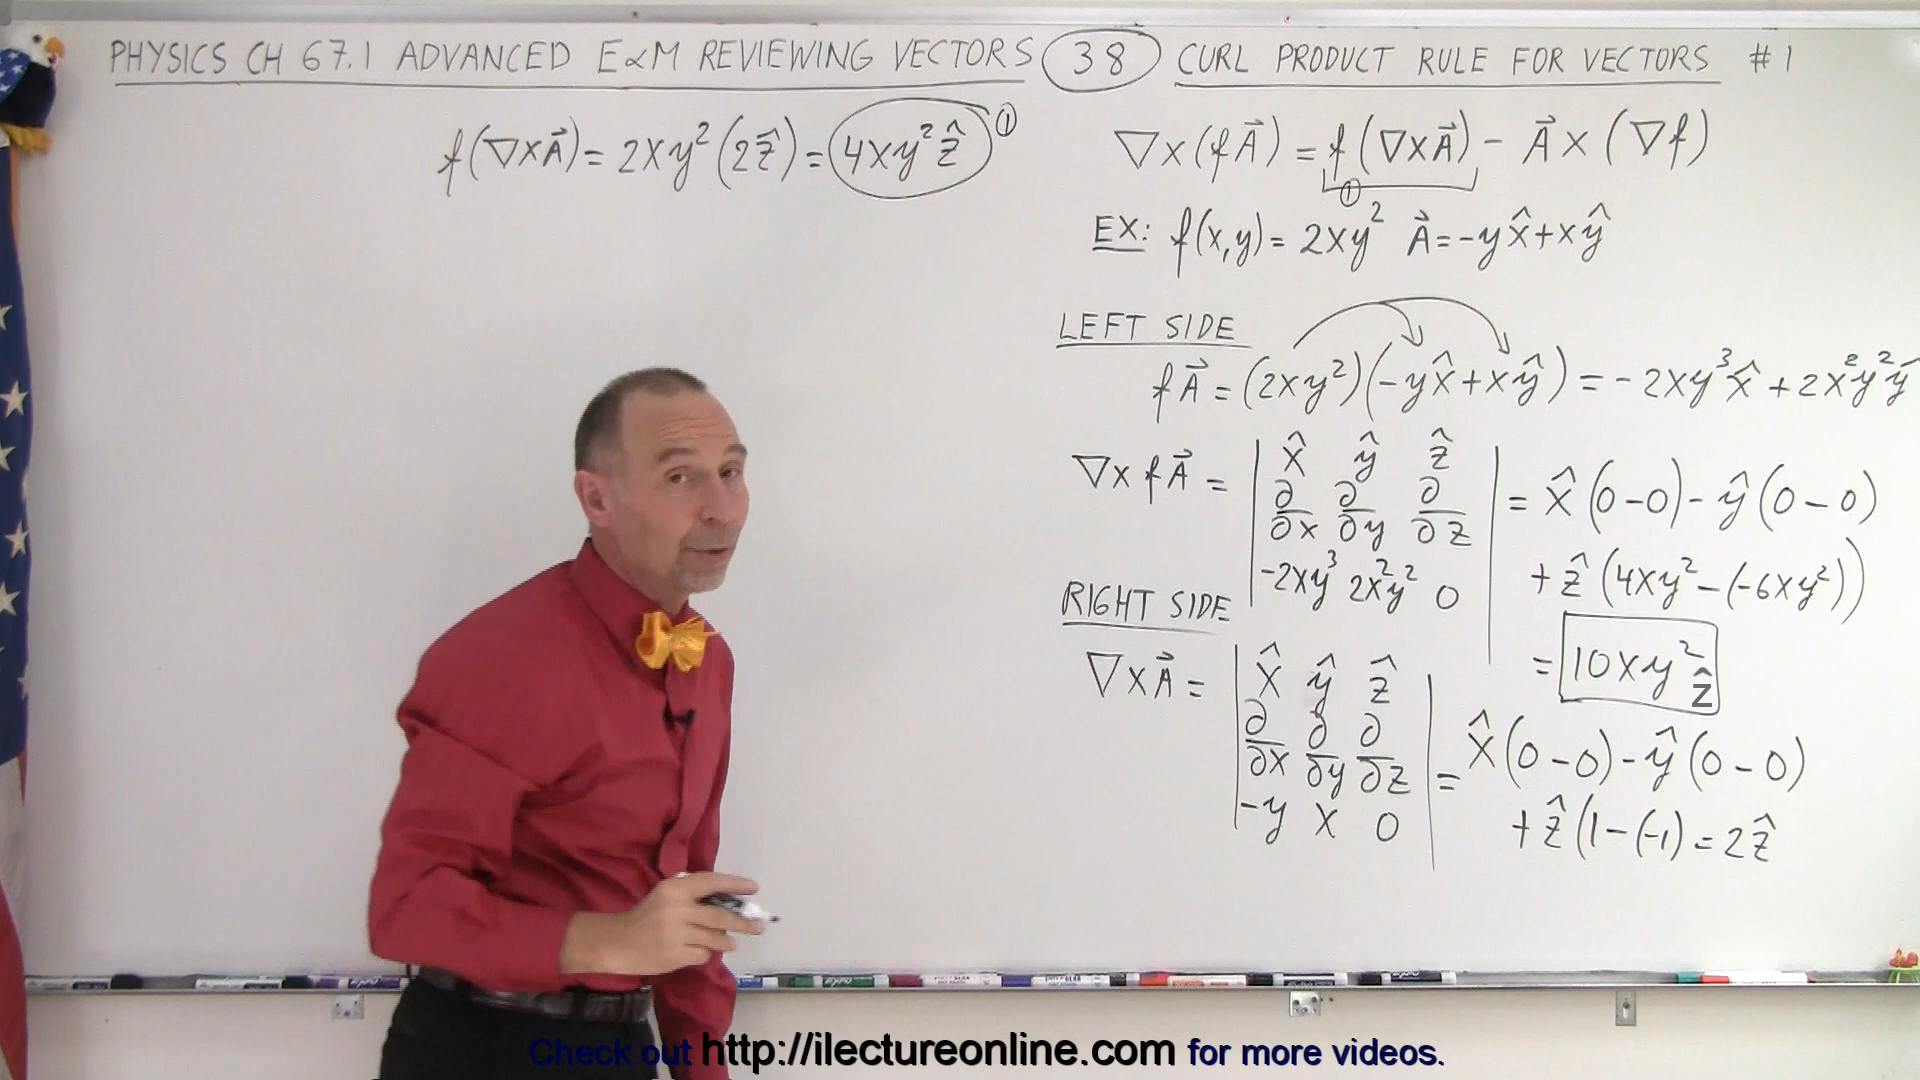 PHYSICS CH 67.1 ADVANCED E&M REVIEWING VECTORS 38 CURL PRODUCT RULE FOR VECTORS #1
f(∇×A⃗) = 2xy²(2ẑ) = 4xy²ẑ ①
∇×(fA⃗) = f(∇×A⃗) - A⃗×(∇f)
①
EX: f(x,y) = 2xy² A⃗=-yx̂+xŷ
LEFT SIDE
fA⃗ = (2xy²)(-yx̂+xŷ) = -2xy³x̂ + 2x²y²ŷ
∇×fA⃗ = | x̂ ŷ ẑ | = x̂(0-0) - ŷ(0-0)
∂/∂x ∂/∂y ∂/∂z
-2xy³ 2x²y² 0
+ ẑ(4xy²-(-6xy²))
= 10xy² ẑ
RIGHT SIDE
∇×A⃗ = | x̂ ŷ ẑ | = x̂(0-0) - ŷ(0-0)
∂/∂x ∂/∂y ∂/∂z
-y x 0
+ ẑ(1-(-1) = 2ẑ
Check out http://ilectureonline.com for more videos.